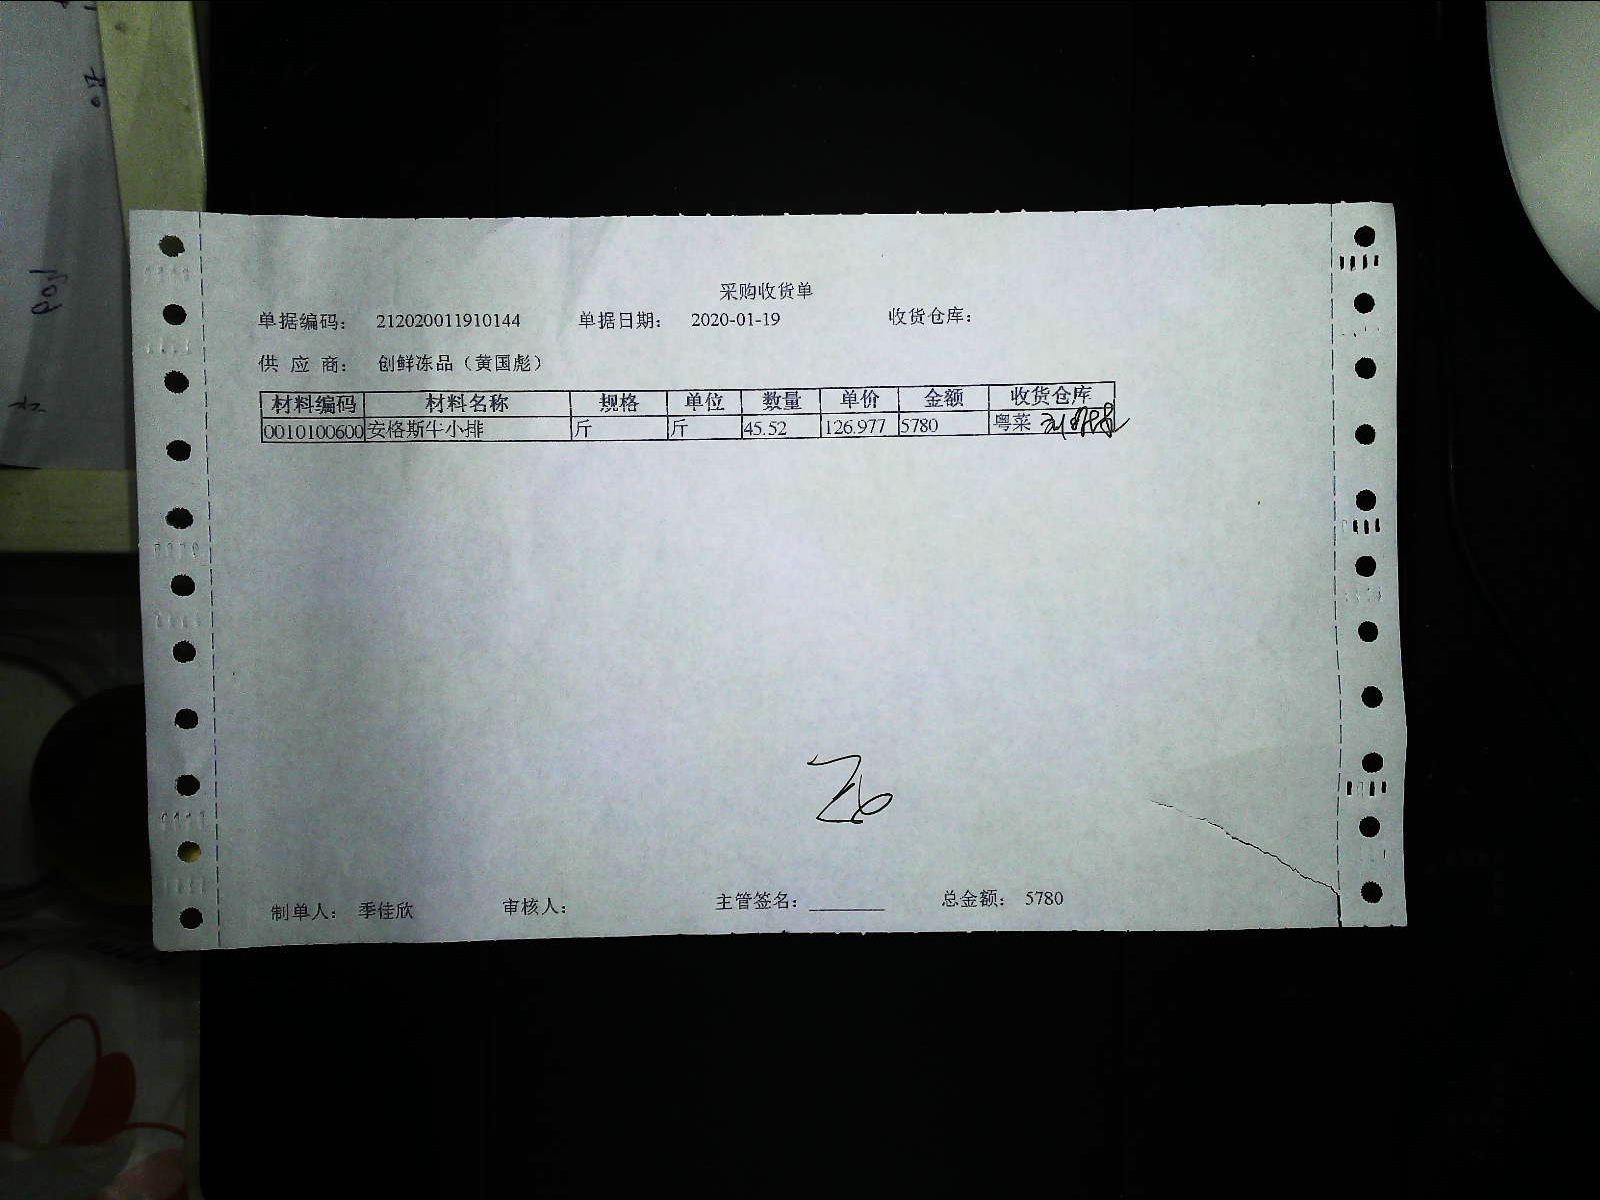 采购收货单
单据编码： 212020011910144 单据日期： 2020-01-19 收货仓库：
供 应 商： 创鲜冻品（黄国彪）
材料编码 材料名称 规格 单位 数量 单价 金额 收货仓库
0010100600 安格斯牛小排 斤 斤 45.52 126.977 5780 粤菜
制单人： 季佳欣 审核人： 主管签名： 总金额： 5780